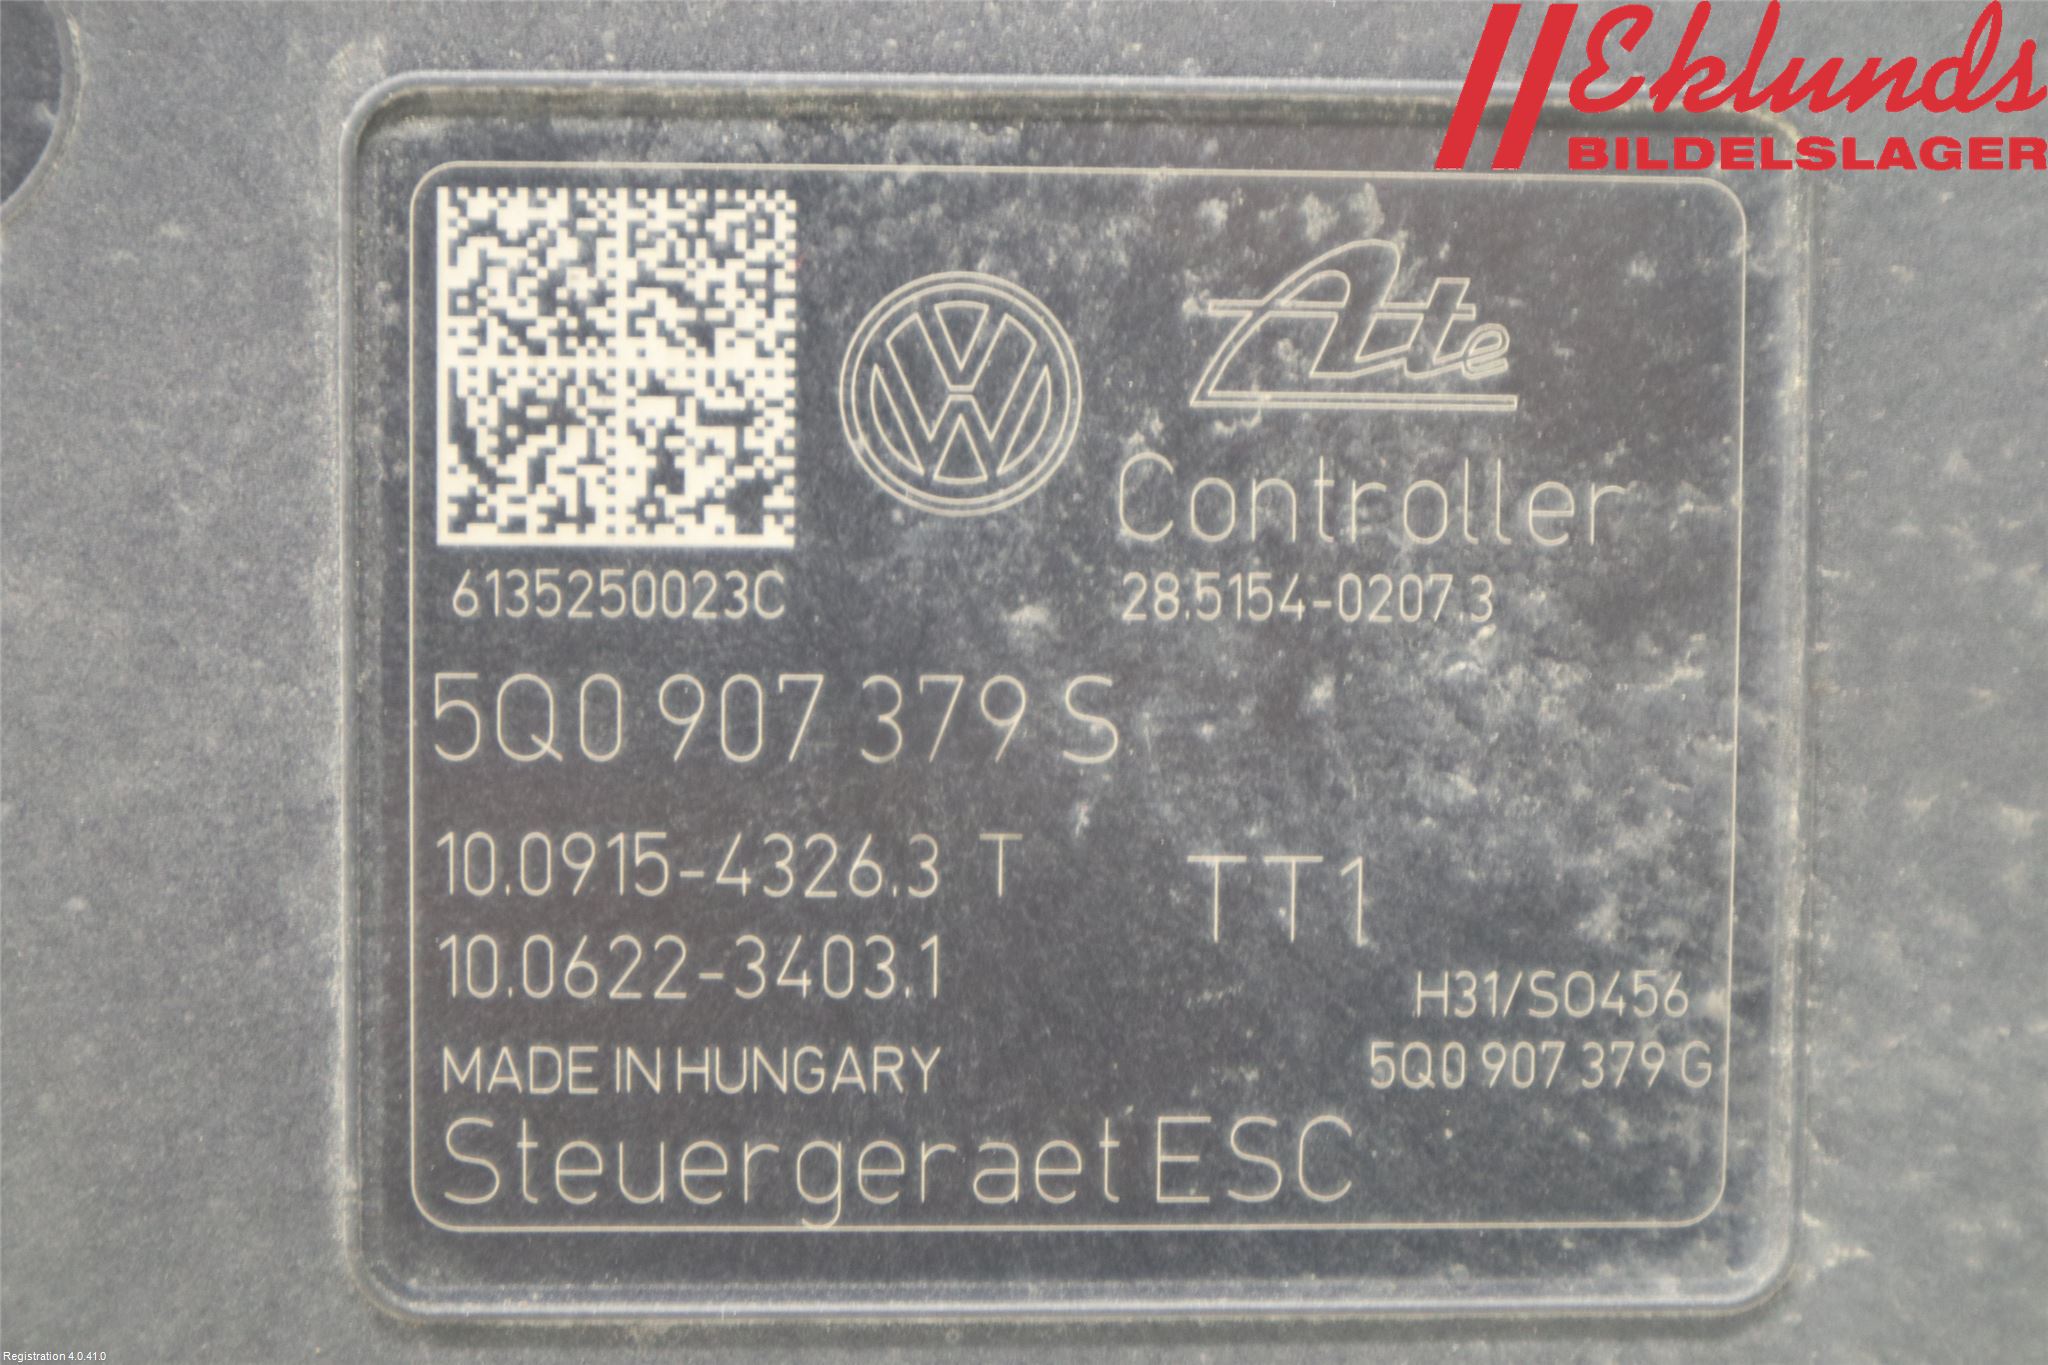 Eklunds
BILDELSLAGER
Ate
Controller
6135250023C
28.5154-0207.3
5Q0 907 379 S
10.0915-4326.3 T
TT1
10.0622-3403.1
H31/S0456
MADE IN HUNGARY
5Q0 907 379 G
Steuergeraet ESC
Registration 4.0.41.0